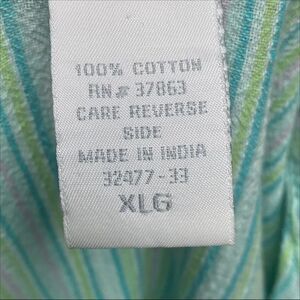 100% COTTON
RN# 37863
CARE REVERSE
SIDE
MADE IN INDIA
32477-33
XLG